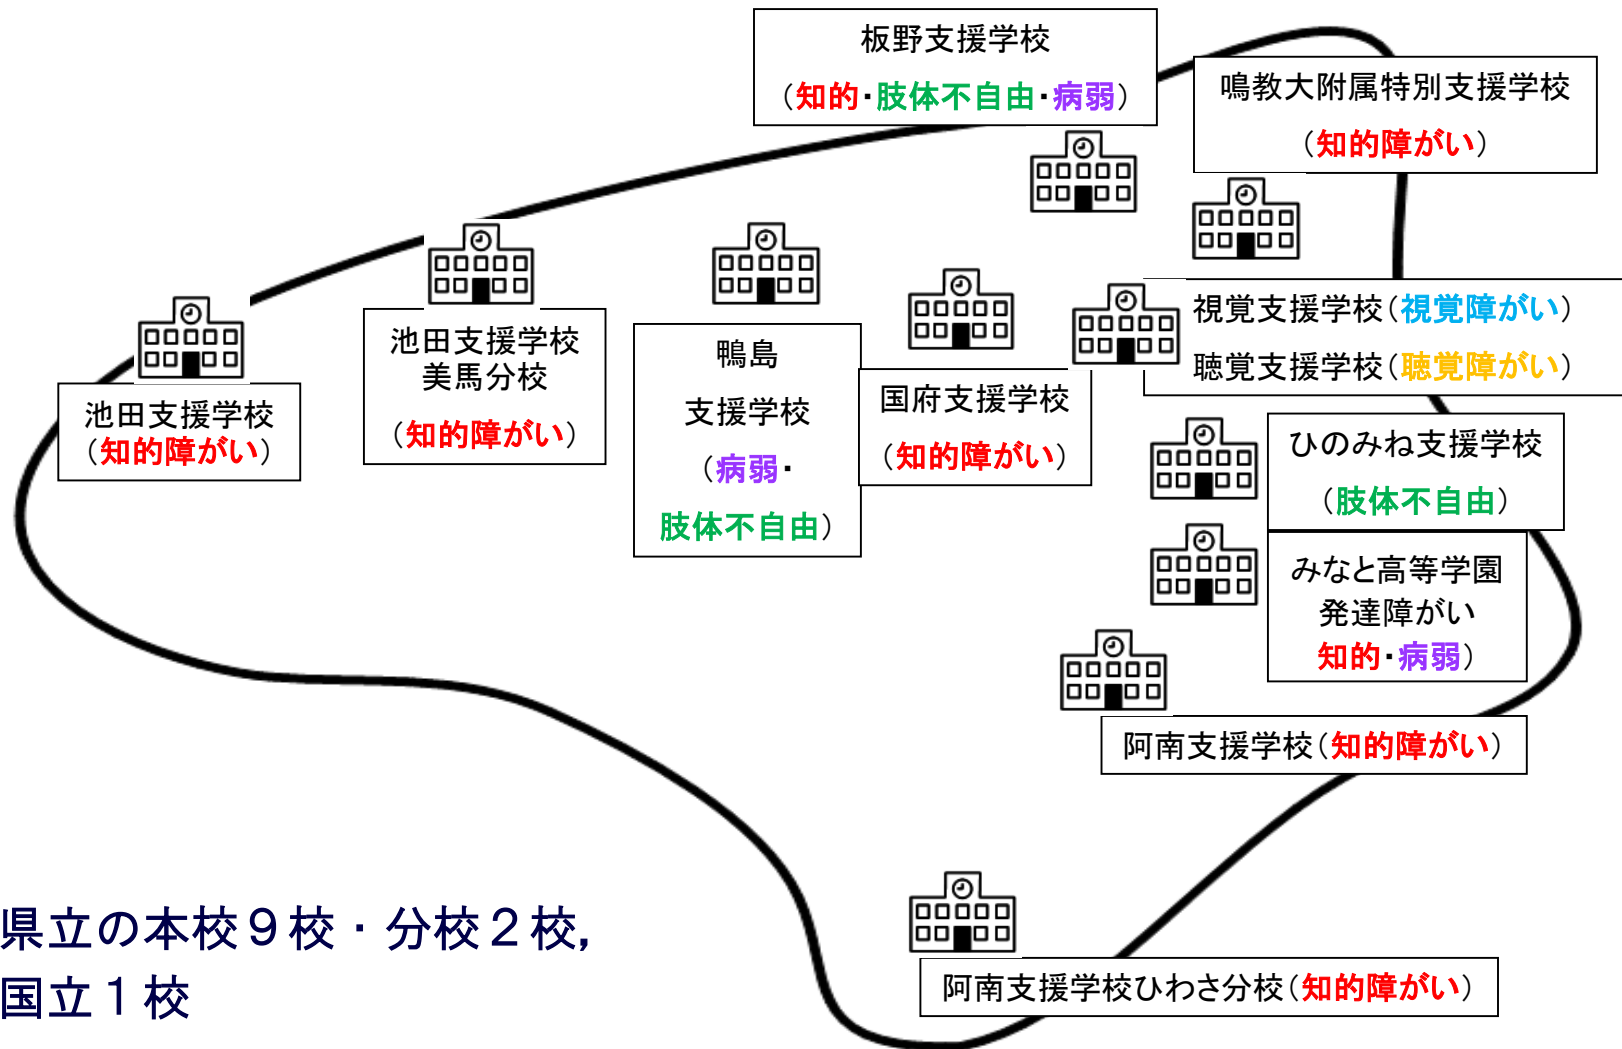 板野支援学校
（知的・肢体不自由・病弱）
鳴教大附属特別支援学校
（知的障がい）
視覚支援学校（視覚障がい）
聴覚支援学校（聴覚障がい）
池田支援学校
美馬分校
（知的障がい）
鴨島
支援学校
（病弱・
肢体不自由）
国府支援学校
（知的障がい）
池田支援学校
（知的障がい）
ひのみね支援学校
（肢体不自由）
みなと高等学園
発達障がい
知的・病弱）
阿南支援学校（知的障がい）
県立の本校９校・分校２校，
国立１校
阿南支援学校ひわさ分校（知的障がい）